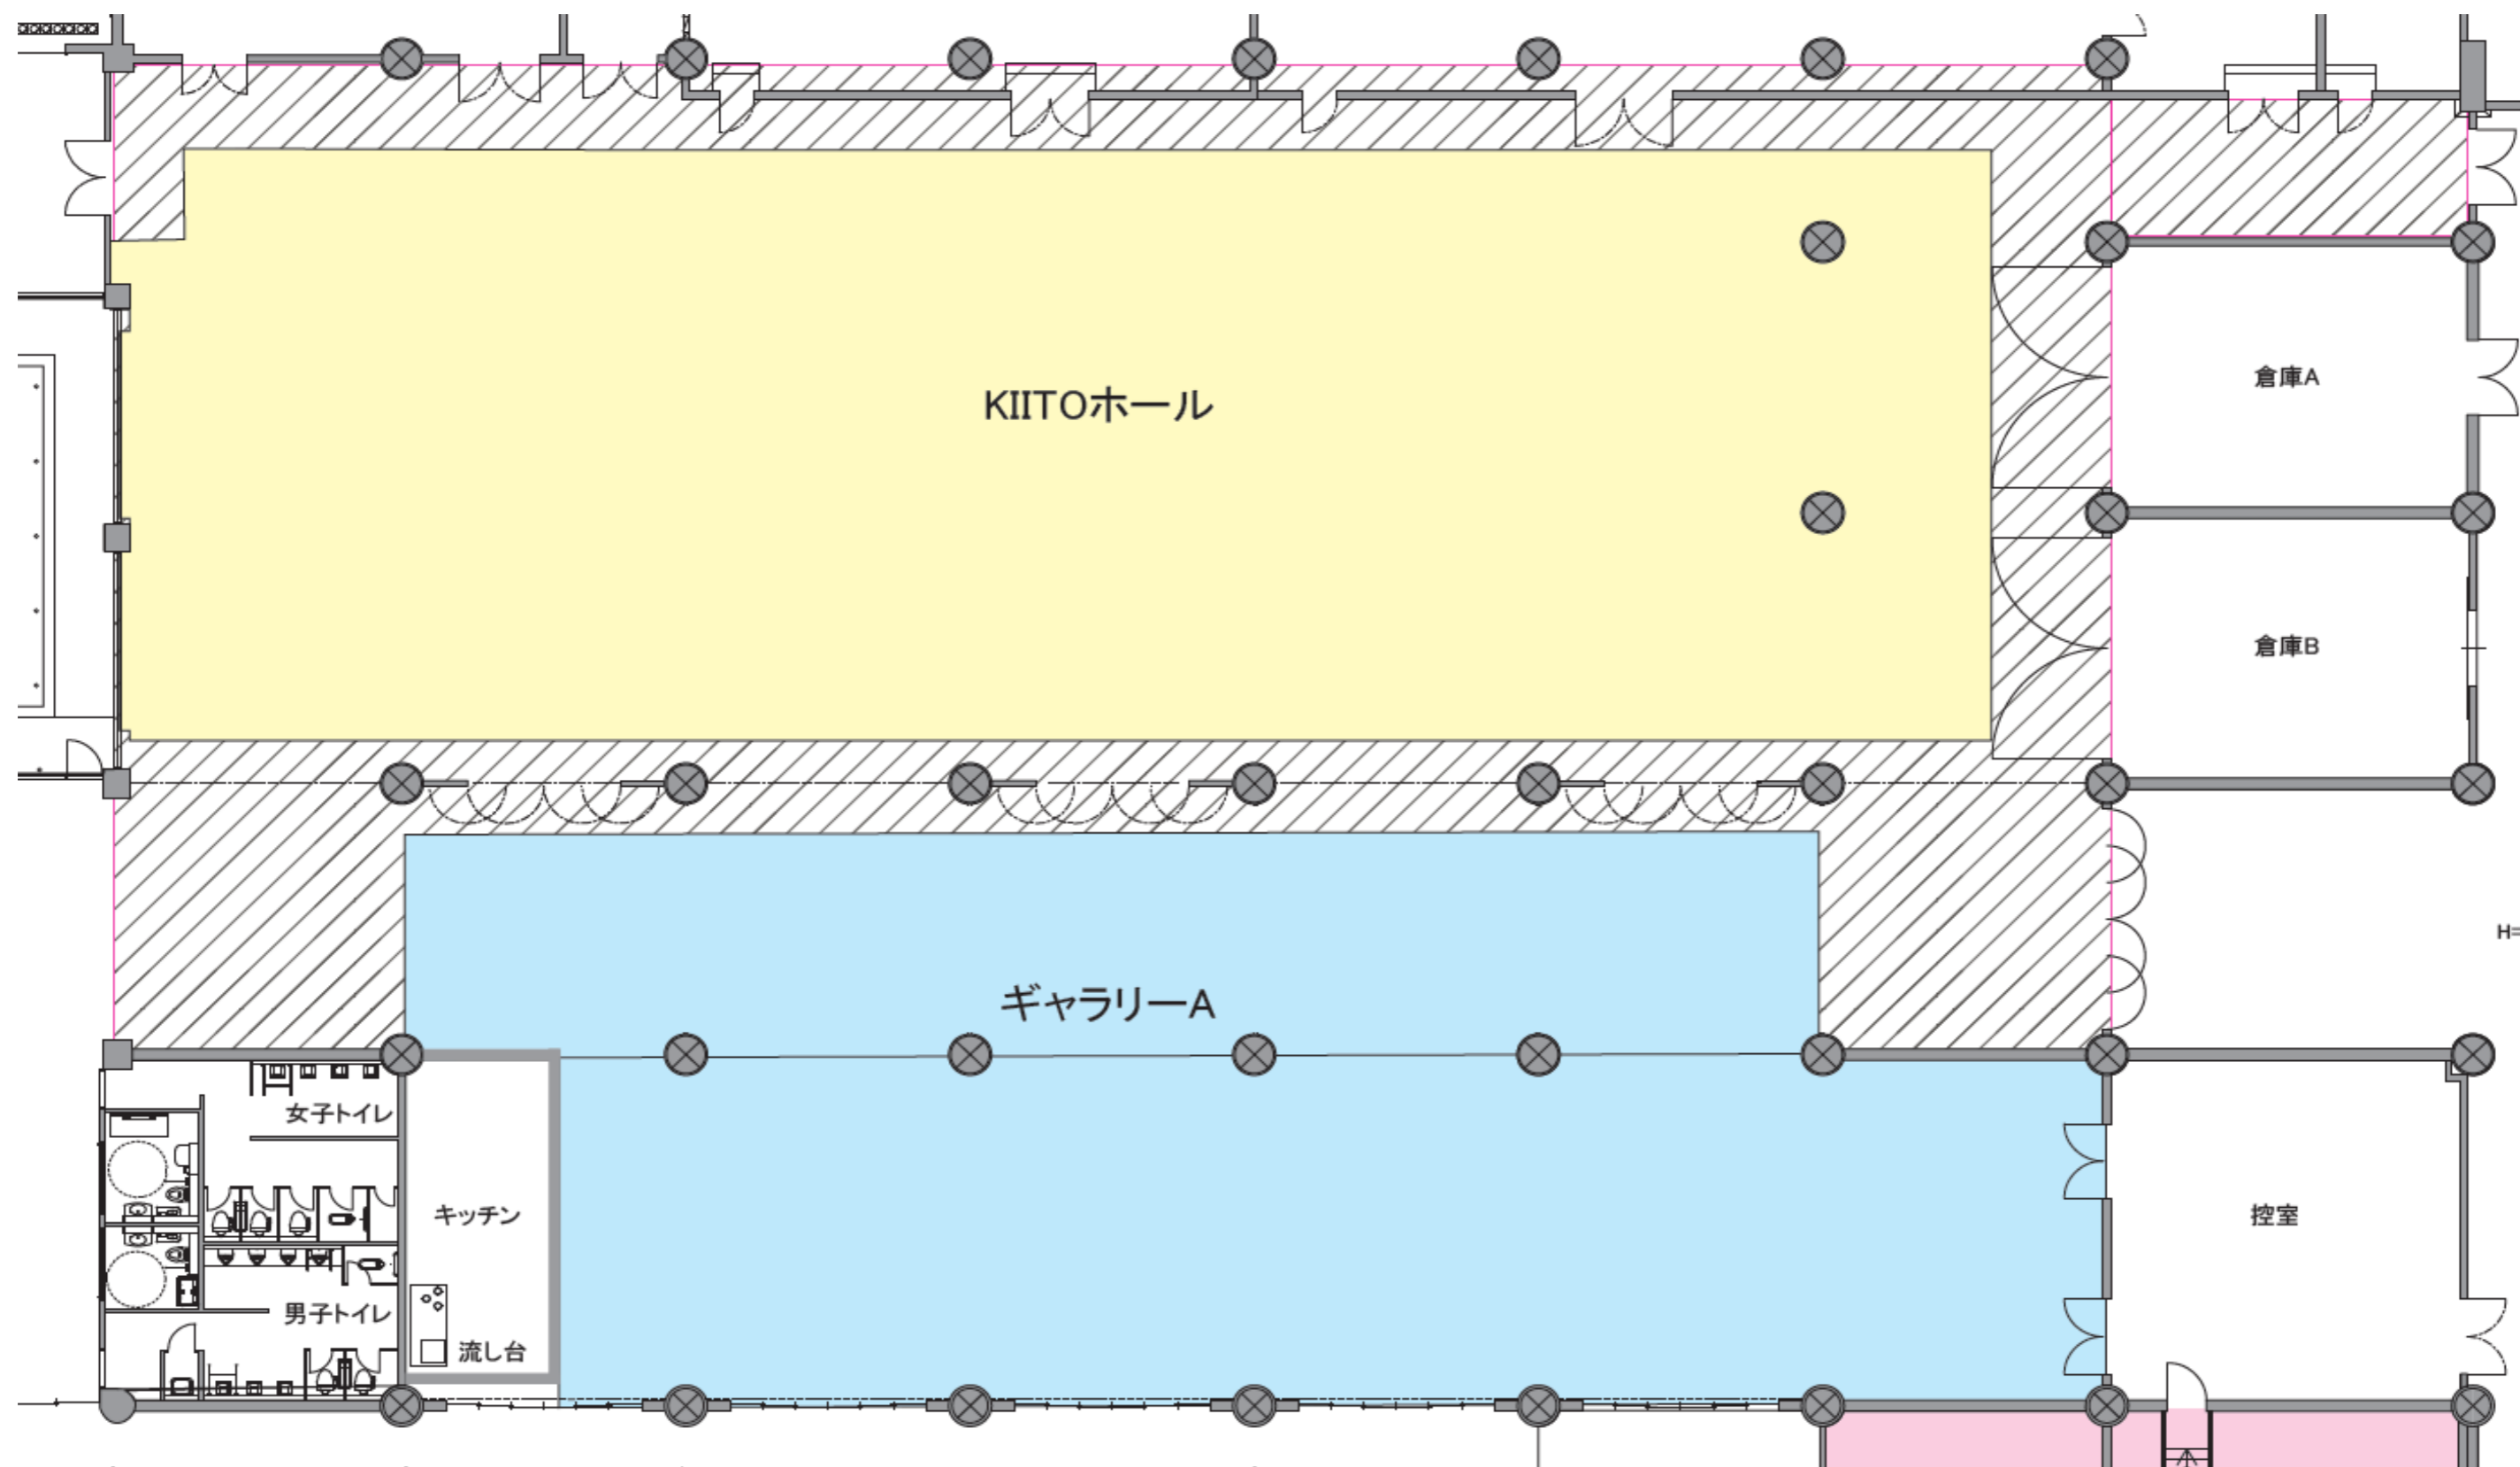 KIITOホール
倉庫A
倉庫B
H=
ギャラリーA
女子トイレ
キッチン
控室
男子トイレ
流し台